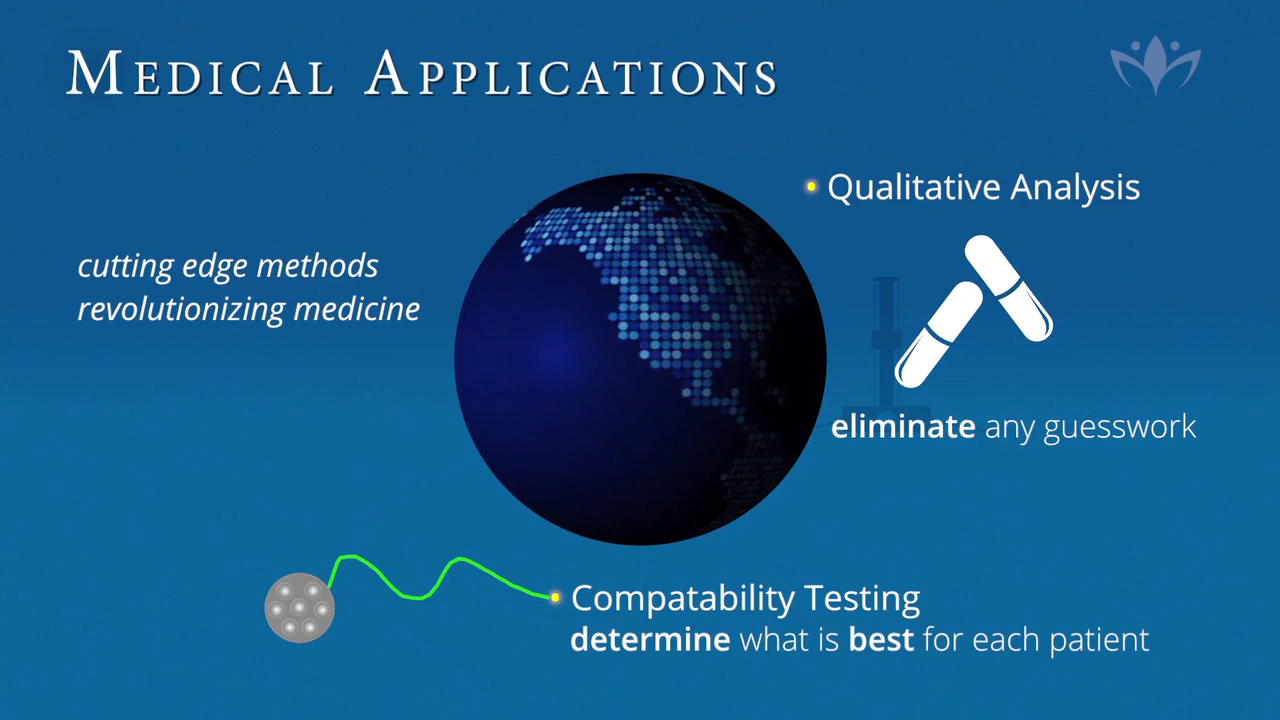 MEDICAL APPLICATIONS
cutting edge methods
revolutionizing medicine
• Qualitative Analysis
eliminate any guesswork
• Compatability Testing
determine what is best for each patient